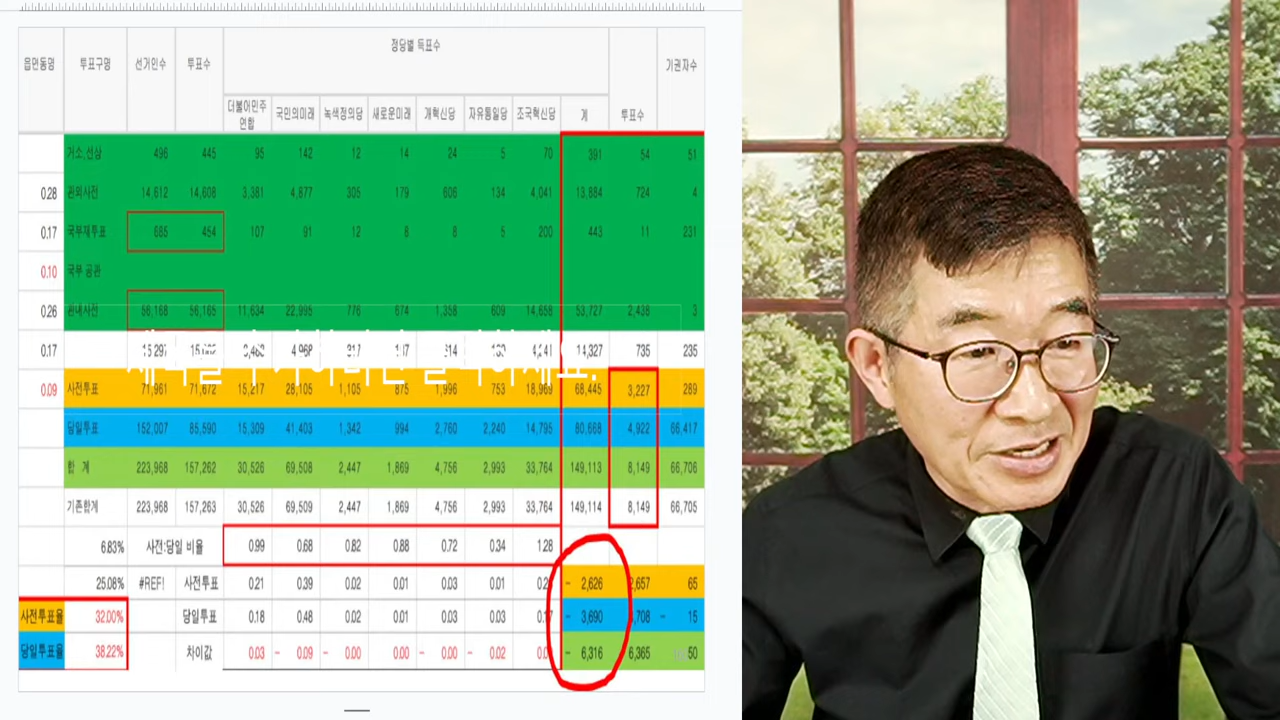 정당별 득표수
읍면동명 투표구명 선거인수 투표수 기권자수
더불어민주연합 국민의미래 녹색정의당 새로운미래 개혁신당 자유통일당 조국혁신당 계 투표수
거소,선상 496 445 95 142 12 14 24 5 70 391 54 51
0.28 관외사전 14,612 14,608 3,381 4,877 305 179 606 134 4,041 13,884 724 4
0.17 국부재투표 685 454 107 91 12 8 8 5 200 443 11 231
0.10 국부 공관
0.26 관내사전 56,168 56,165 11,634 22,995 776 674 1,358 609 14,658 53,727 2,438 3
0.17 4,968 14,327 735 235
0.09 사전투표 71,961 71,672 15,217 28,105 1,105 875 1,996 753 18,969 68,445 3,227 289
당일투표 152,007 85,590 15,309 41,403 1,342 994 2,760 2,240 14,795 80,668 4,922 66,417
합 계 223,968 157,262 30,526 69,508 2,447 1,869 4,756 2,993 33,764 149,113 8,149 66,706
기존합계 223,968 157,263 30,526 69,509 2,447 1,869 4,756 2,993 33,764 149,114 8,149 66,705
6.83% 사전:당일 비율 0.99 0.68 0.82 0.88 0.72 0.34 1.28
25.08% #REF! 사전투표 0.21 0.39 0.02 0.01 0.03 0.01 - 2,626 2,657 65
사전투표율 32.00% 당일투표 0.18 0.48 0.02 0.01 0.03 0.03 0.17 - 3,690 - 15
당일투표율 38.22% 차이값 0.03 - 0.09 - 0.00 0.00 - 0.00 - 0.02 - 6,316 6,365 50